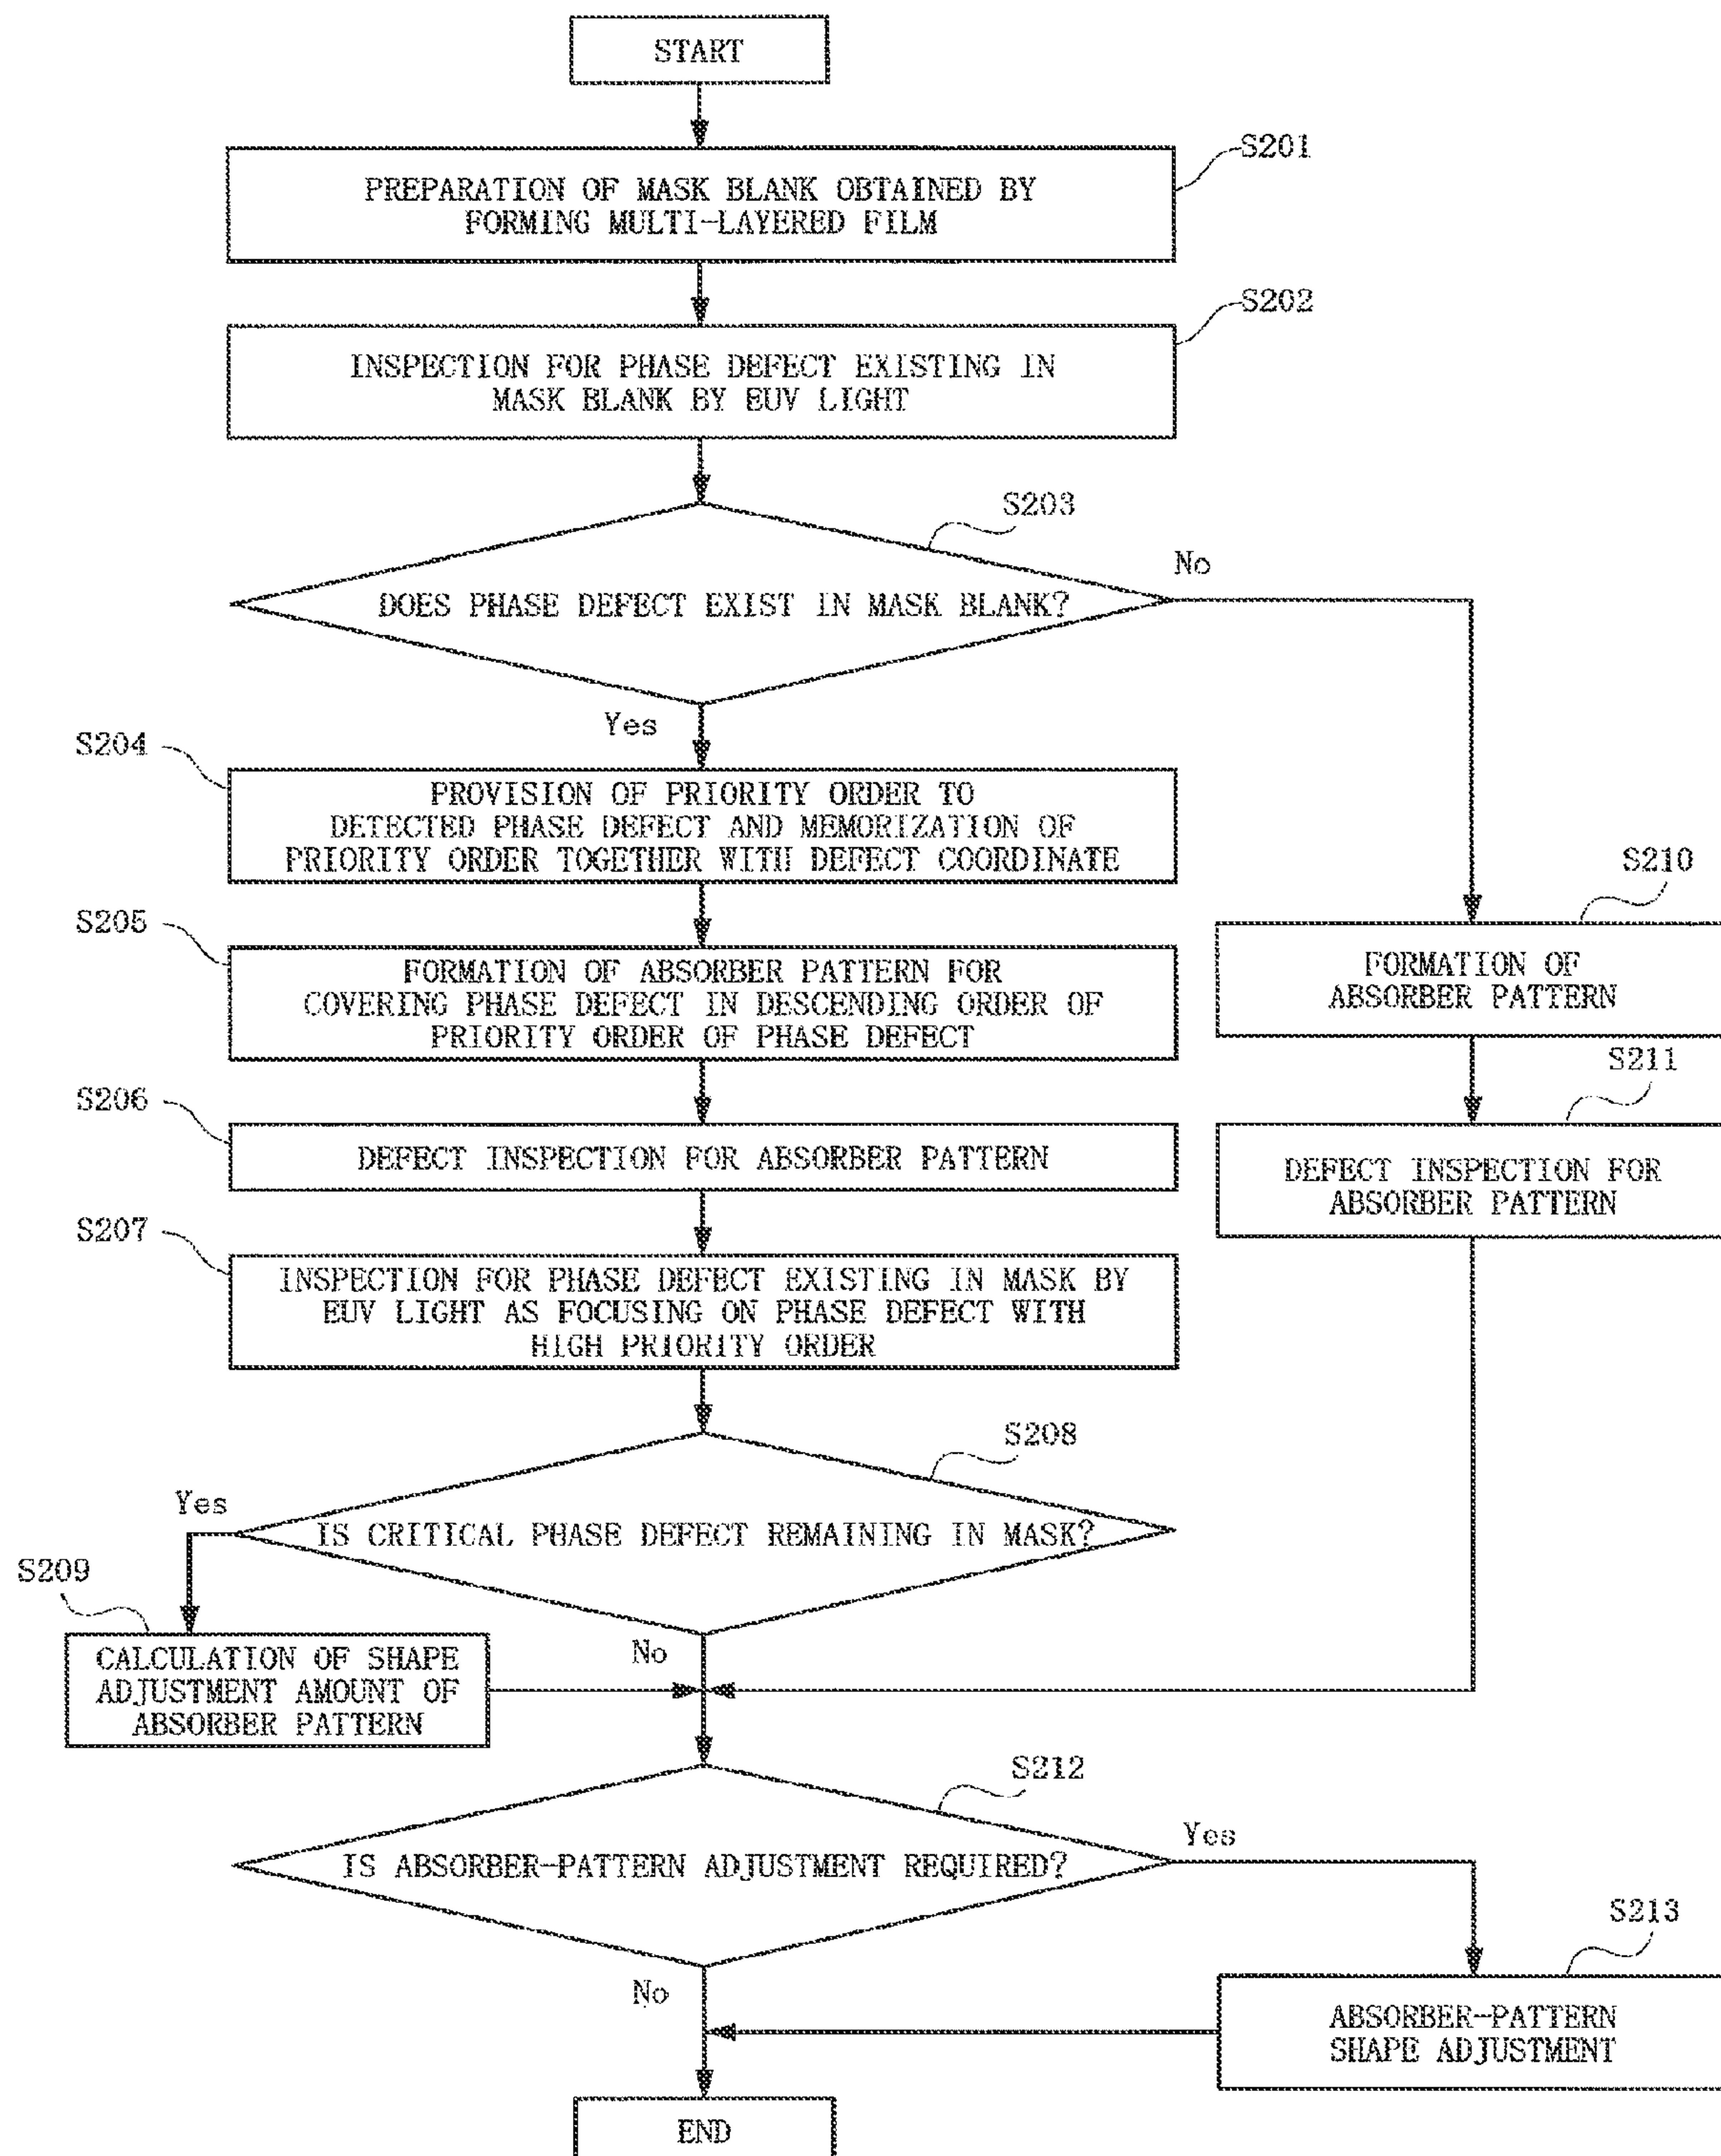 START
S201
PREPARATION OF MASK BLANK OBTAINED BY
FORMING MULTI-LAYERED FILM
S202
INSPECTION FOR PHASE DEFECT EXISTING IN
MASK BLANK BY EUV LIGHT
S203
DOES PHASE DEFECT EXIST IN MASK BLANK?
No
Yes
S204
PROVISION OF PRIORITY ORDER TO
DETECTED PHASE DEFECT AND MEMORIZATION OF
PRIORITY ORDER TOGETHER WITH DEFECT COORDINATE
S205
FORMATION OF ABSORBER PATTERN FOR
COVERING PHASE DEFECT IN DESCENDING ORDER OF
PRIORITY ORDER OF PHASE DEFECT
S210
FORMATION OF
ABSORBER PATTERN
S206
DEFECT INSPECTION FOR ABSORBER PATTERN
S211
DEFECT INSPECTION FOR
ABSORBER PATTERN
S207
INSPECTION FOR PHASE DEFECT EXISTING IN MASK BY
EUV LIGHT AS FOCUSING ON PHASE DEFECT WITH
HIGH PRIORITY ORDER
S208
Yes
IS CRITICAL PHASE DEFECT REMAINING IN MASK?
No
S209
CALCULATION OF SHAPE
ADJUSTMENT AMOUNT OF
ABSORBER PATTERN
S212
IS ABSORBER-PATTERN ADJUSTMENT REQUIRED?
Yes
No
S213
ABSORBER-PATTERN
SHAPE ADJUSTMENT
END